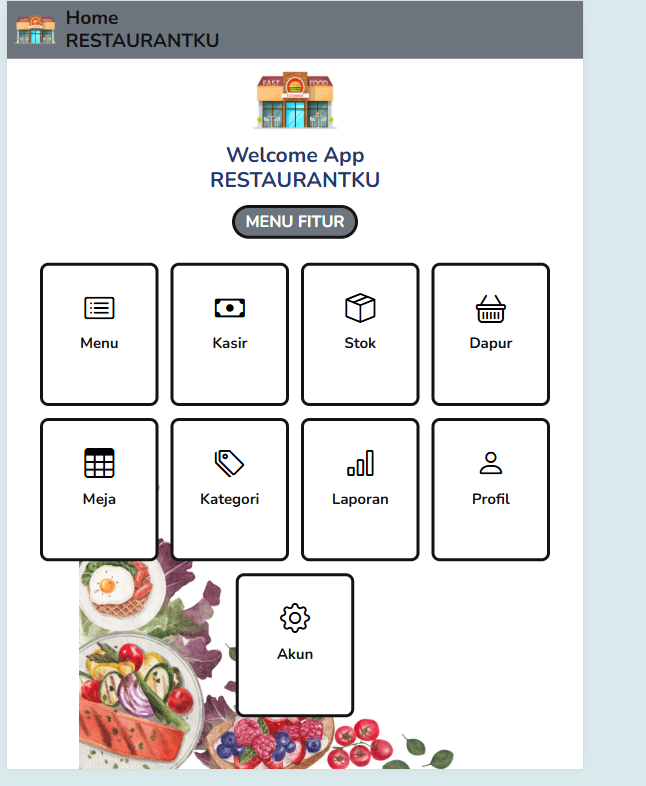 Home
RESTAURANTKU
FAST FOOD
Welcome App
RESTAURANTKU
MENU FITUR
Menu
Kasir
Stok
Dapur
Meja
Kategori
Laporan
Profil
Akun